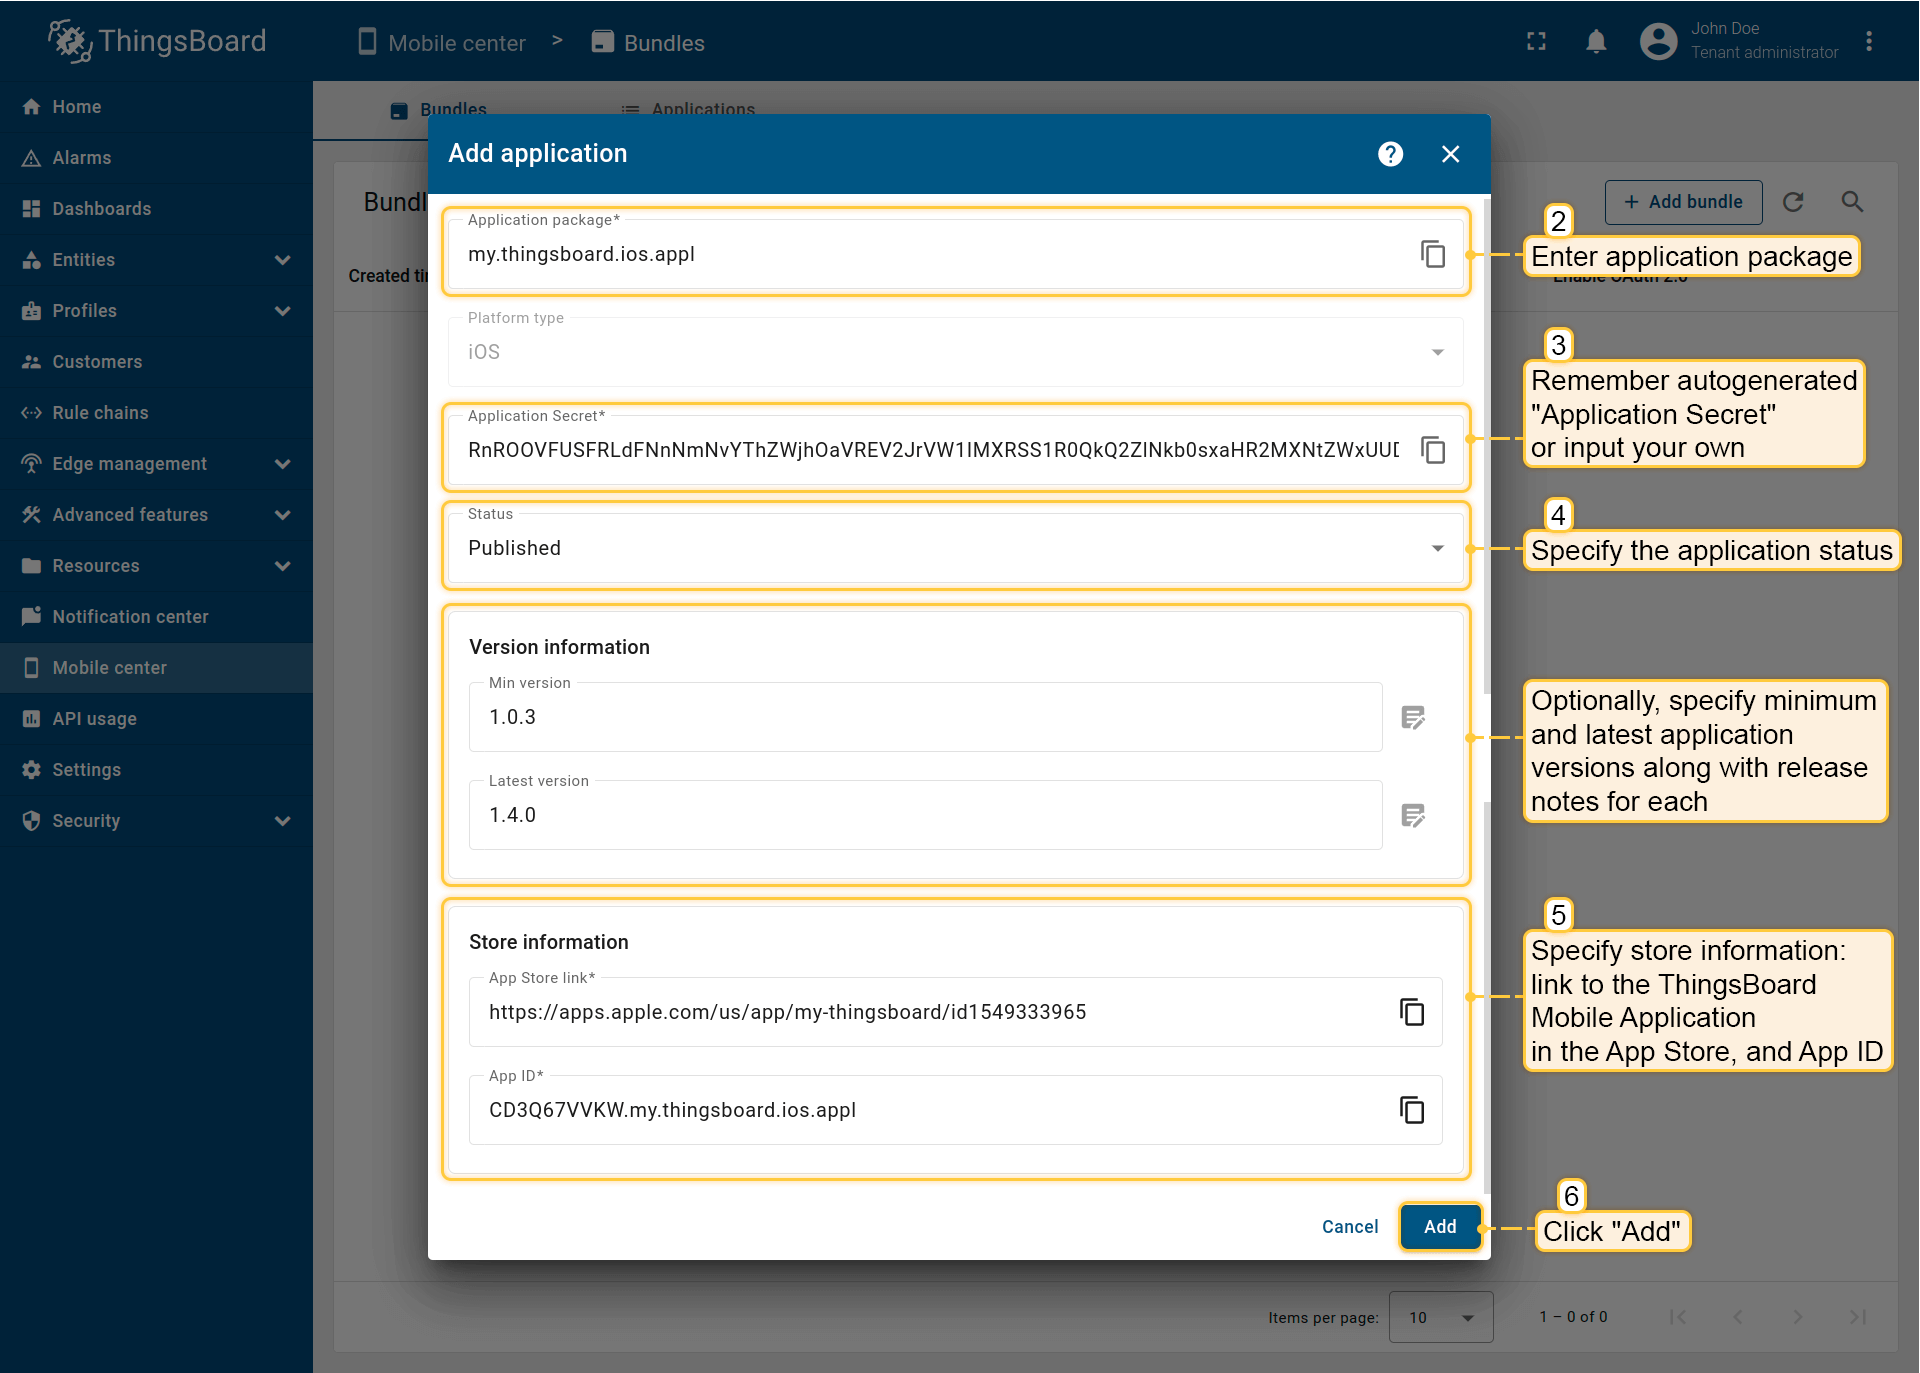 ThingsBoard
Mobile center > Bundles
John Doe
Tenant administrator
Home
Alarms
Dashboards
Entities
Profiles
Customers
Rule chains
Edge management
Advanced features
Resources
Notification center
Mobile center
API usage
Settings
Security
Bundles
Applications
Bundl
+ Add bundle
Created ti
Enable OAuth 2.0
Add application
Application package*
my.thingsboard.ios.appl
2
Enter application package
Platform type
iOS
3
Remember autogenerated
"Application Secret"
or input your own
Application Secret*
RnROOVFUSFRLdFNnNmNvYThZWjhOaVREV2JrVW1IMXRSS1R0QkQ2ZlNkb0sxaHR2MXNtZWxUUD
Status
Published
4
Specify the application status
Version information
Min version
1.0.3
Latest version
1.4.0
Optionally, specify minimum
and latest application
versions along with release
notes for each
Store information
App Store link*
https://apps.apple.com/us/app/my-thingsboard/id1549333965
App ID*
CD3Q67VVKW.my.thingsboard.ios.appl
5
Specify store information:
link to the ThingsBoard
Mobile Application
in the App Store, and App ID
Cancel
Add
6
Click "Add"
Items per page:
10
1 – 0 of 0